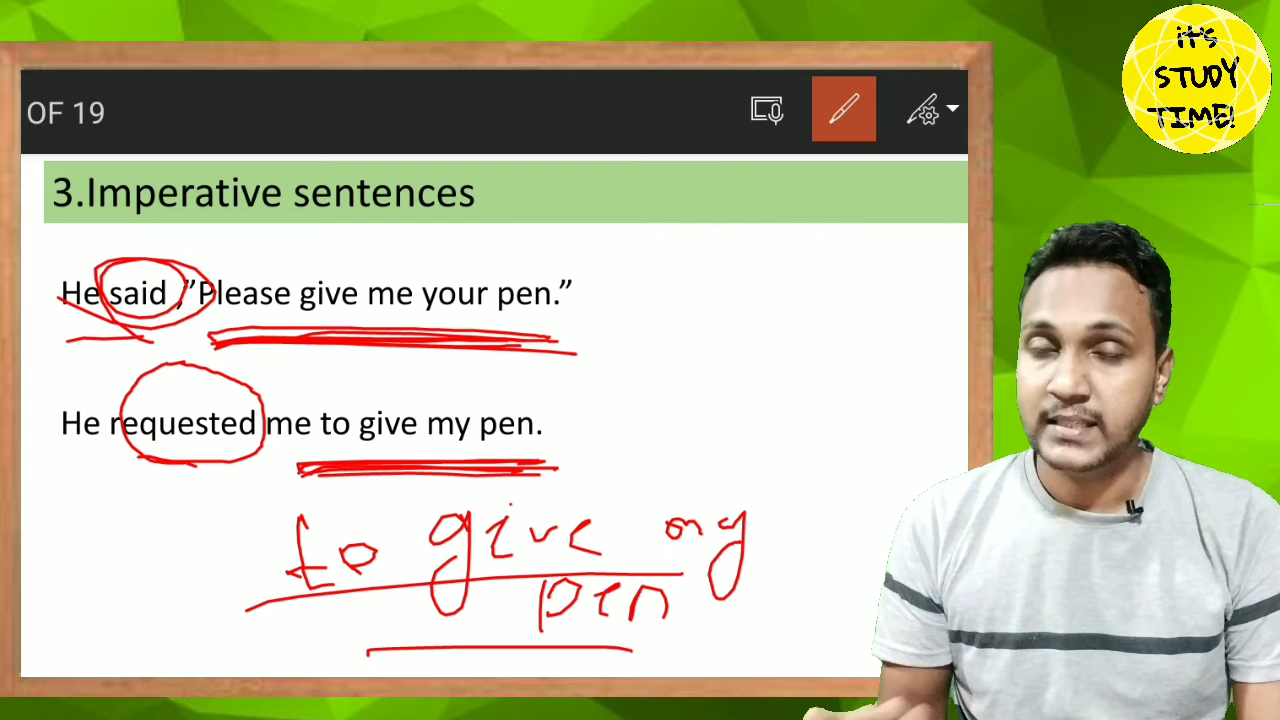 it's
STUDY
TIME!
OF 19
3.Imperative sentences
He said ,”Please give me your pen.”
He requested me to give my pen.
to give my
pen